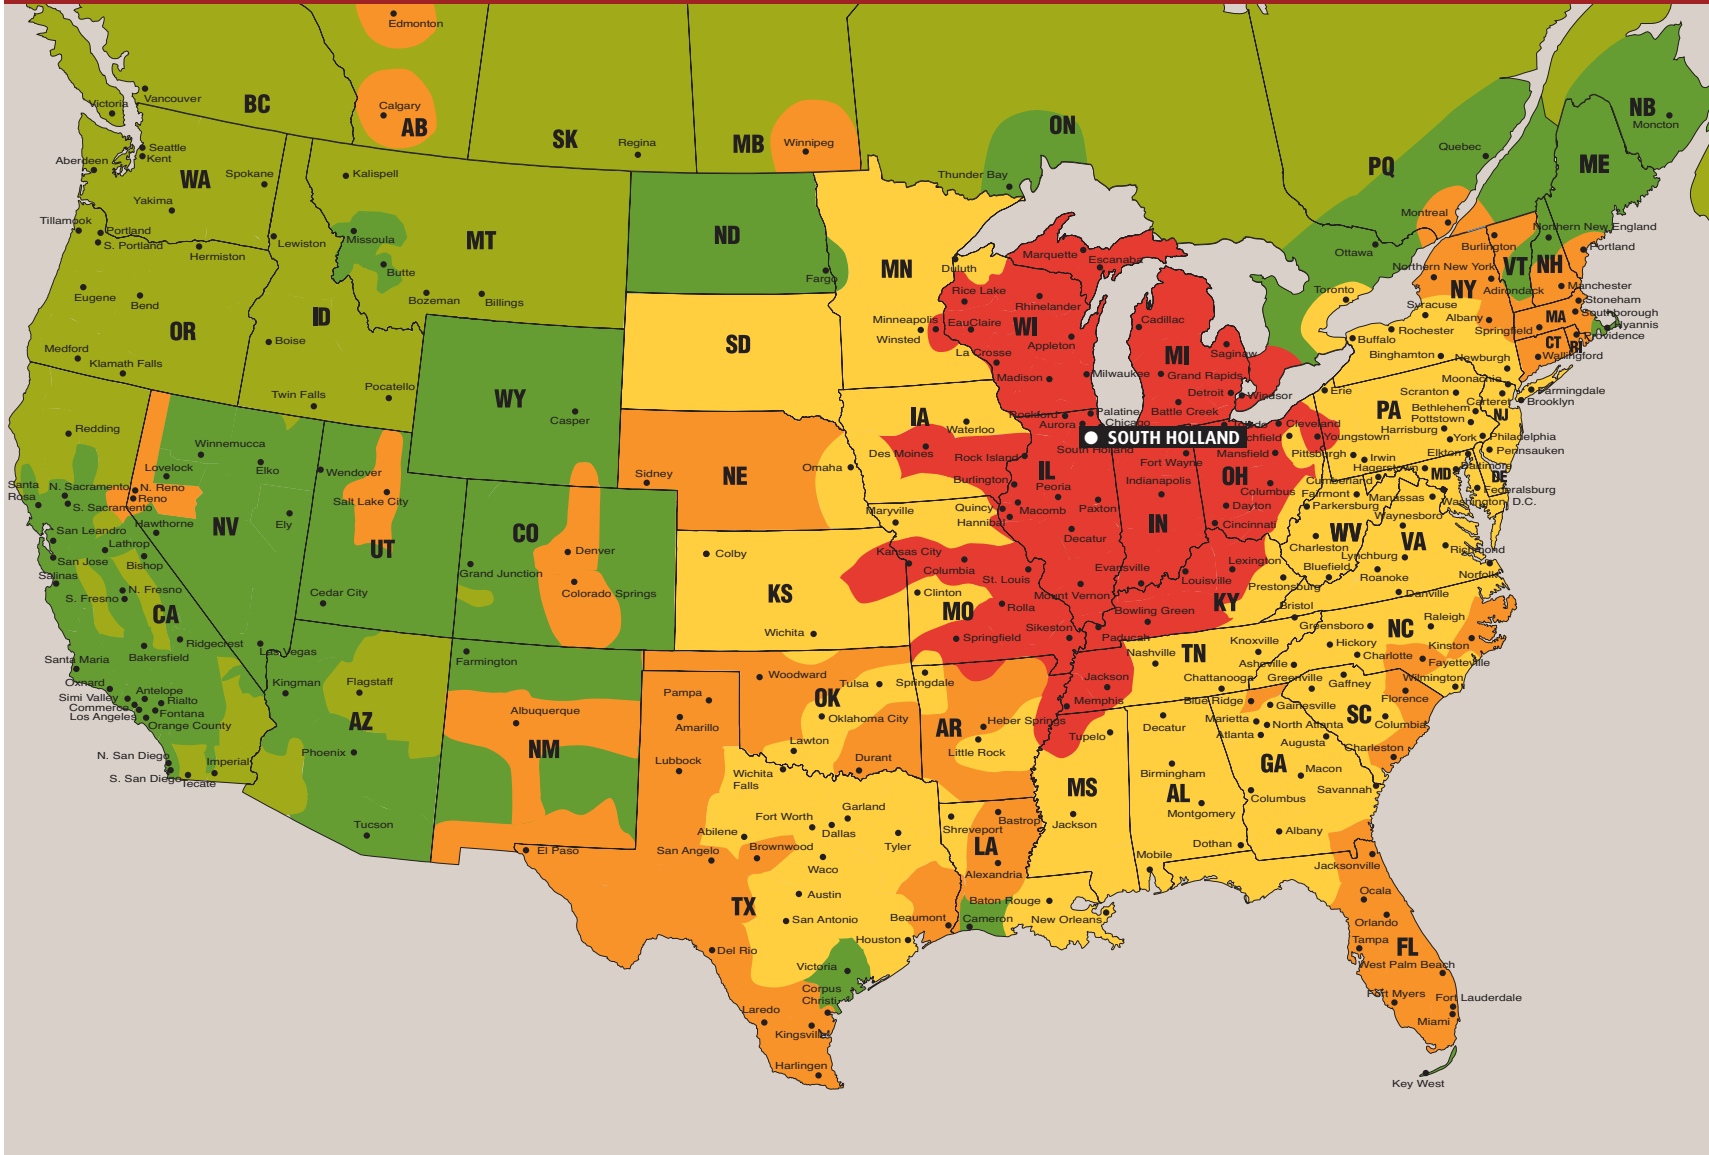 Edmonton
Calgary
AB
Vancouver
Victoria
BC
SK
Regina
MB
Winnipeg
ON
Thunder Bay
PQ
Quebec
Montreal
Ottawa
Toronto
NB
Moncton
ME
Seattle
Kent
Aberdeen
WA
Spokane
Yakima
Tillamook
Portland
S. Portland
Hermiston
Lewiston
Eugene
Bend
OR
Medford
Klamath Falls
Kalispell
Missoula
MT
Butte
Bozeman
Billings
ID
Boise
Twin Falls
Pocatello
WY
Casper
ND
Fargo
SD
MN
Duluth
Minneapolis
Winsted
Marquette
Escanaba
Rice Lake
Rhinelander
EauClaire
WI
La Crosse
Appleton
Madison
Milwaukee
Cadillac
MI
Saginaw
Grand Rapids
Detroit
Battle Creek
Windsor
Northern New England
Burlington
Portland
Northern New York
VT
NH
NY
Adirondack
Manchester
Stoneham
Syracuse
Albany
MA
Southborough
Hyannis
Rochester
Springfield
Providence
Buffalo
CT
RI
Binghamton
Newburgh
Wallingford
Moonachie
Erie
Scranton
Farmingdale
PA
Bethlehem
Carteret
Brooklyn
Pottstown
NJ
Harrisburg
Youngstown
York
Philadelphia
Pittsburgh
Irwin
Elkton
Pennsauken
Hagerstown
MD
Baltimore
DE
Cumberland
Federalsburg
Fairmont
Manassas
Washington, D.C.
Parkersburg
Waynesboro
WV
VA
Charleston
Lynchburg
Richmond
Bluefield
Roanoke
Norfolk
Danville
Redding
Winnemucca
Lovelock
Elko
Wendover
Santa
Rosa
N. Sacramento
N. Reno
Reno
S. Sacramento
Salt Lake City
Hawthorne
NV
Ely
San Leandro
Lathrop
UT
San Jose
Bishop
Salinas
N. Fresno
S. Fresno
Cedar City
CA
Ridgecrest
Bakersfield
Las Vegas
Santa Maria
Oxnard
Antelope
Simi Valley
Rialto
Commerce
Fontana
Los Angeles
Orange County
N. San Diego
Imperial
S. San Diego
Tecate
Kingman
Flagstaff
AZ
Phoenix
Tucson
CO
Denver
Grand Junction
Colorado Springs
Farmington
Albuquerque
NM
El Paso
Sidney
NE
Omaha
Colby
KS
Wichita
IA
Waterloo
Des Moines
Rock Island
Burlington
Rockford
Palatine
Aurora
Chicago
SOUTH HOLLAND
South Holland
Cleveland
Mansfield
Fort Wayne
IL
Peoria
Indianapolis
OH
Columbus
Maryville
Quincy
Macomb
Paxton
Dayton
Hannibal
IN
Decatur
Cincinnati
Kansas City
Columbia
St. Louis
Evansville
Louisville
Lexington
Clinton
Mount Vernon
Prestonsburg
MO
Rolla
Bowling Green
KY
Bristol
Springfield
Sikeston
Paducah
Woodward
Tulsa
Springdale
OK
Oklahoma City
Lawton
Durant
AR
Heber Springs
Little Rock
Nashville
TN
Knoxville
Jackson
Chattanooga
Memphis
Asheville
Greensboro
Raleigh
NC
Hickory
Charlotte
Kinston
Fayetteville
Greenville
Gaffney
Wilmington
Blue Ridge
Gainesville
Florence
Marietta
North Atlanta
SC
Columbia
Atlanta
Augusta
Charleston
GA
Macon
Columbus
Savannah
Albany
Tupelo
MS
Jackson
Decatur
Birmingham
AL
Montgomery
Dothan
Mobile
Pampa
Amarillo
Lubbock
Wichita
Falls
Fort Worth
Garland
Dallas
Abilene
Brownwood
Tyler
San Angelo
Waco
TX
Austin
San Antonio
Beaumont
Houston
Del Rio
Victoria
Corpus
Christi
Laredo
Kingsville
Harlingen
Shreveport
Bastrop
LA
Alexandria
Baton Rouge
Cameron
New Orleans
Jacksonville
Ocala
Orlando
Tampa
FL
West Palm Beach
Fort Myers
Fort Lauderdale
Miami
Key West